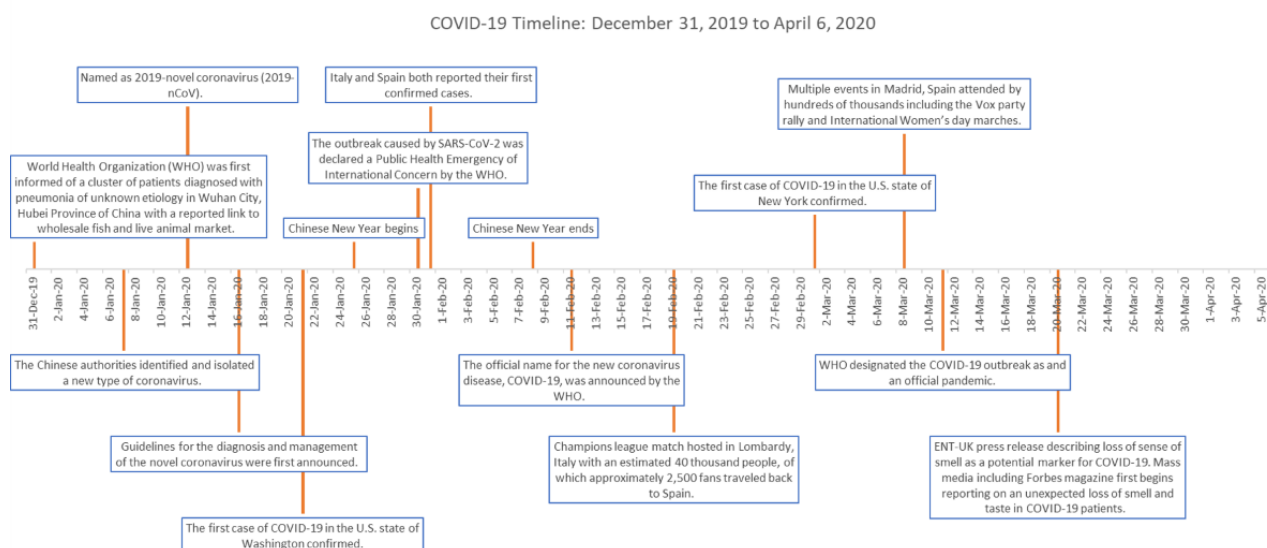 COVID-19 Timeline: December 31, 2019 to April 6, 2020
Named as 2019-novel coronavirus (2019-
nCoV).
Italy and Spain both reported their first
confirmed cases.
Multiple events in Madrid, Spain attended by
hundreds of thousands including the Vox party
rally and International Women's day marches.
The outbreak caused by SARS-CoV-2 was
declared a Public Health Emergency of
International Concern by the WHO.
World Health Organization (WHO) was first
informed of a cluster of patients diagnosed with
pneumonia of unknown etiology in Wuhan City,
Hubei Province of China with a reported link to
wholesale fish and live animal market.
The first case of COVID-19 in the U.S. state of
New York confirmed.
Chinese New Year begins
Chinese New Year ends
31-Dec-19
2-Jan-20
4-Jan-20
6-Jan-20
8-Jan-20
10-Jan-20
12-Jan-20
14-Jan-20
16-Jan-20
18-Jan-20
20-Jan-20
22-Jan-20
24-Jan-20
26-Jan-20
28-Jan-20
30-Jan-20
1-Feb-20
3-Feb-20
5-Feb-20
7-Feb-20
9-Feb-20
11-Feb-20
13-Feb-20
15-Feb-20
17-Feb-20
19-Feb-20
21-Feb-20
23-Feb-20
25-Feb-20
27-Feb-20
29-Feb-20
2-Mar-20
4-Mar-20
6-Mar-20
8-Mar-20
10-Mar-20
12-Mar-20
14-Mar-20
16-Mar-20
18-Mar-20
20-Mar-20
22-Mar-20
24-Mar-20
26-Mar-20
28-Mar-20
30-Mar-20
1-Apr-20
3-Apr-20
5-Apr-20
The Chinese authorities identified and isolated
a new type of coronavirus.
The official name for the new coronavirus
disease, COVID-19, was announced by the
WHO.
WHO designated the COVID-19 outbreak as and
an official pandemic.
Guidelines for the diagnosis and management
of the novel coronavirus were first announced.
Champions league match hosted in Lombardy,
Italy with an estimated 40 thousand people, of
which approximately 2,500 fans traveled back
to Spain.
ENT-UK press release describing loss of sense of
smell as a potential marker for COVID-19. Mass
media including Forbes magazine first begins
reporting on an unexpected loss of smell and
taste in COVID-19 patients.
The first case of COVID-19 in the U.S. state of
Washington confirmed.